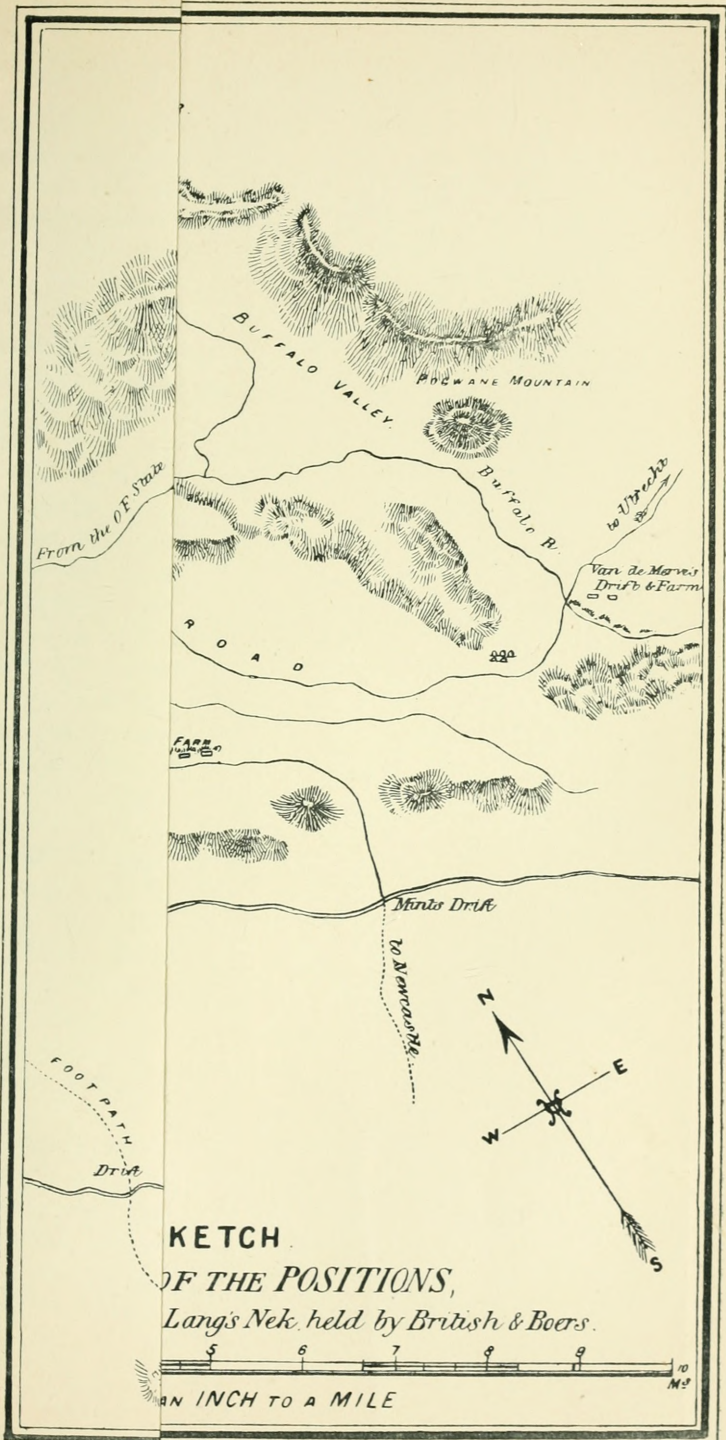 BUFFALO VALLEY.
POGWANE MOUNTAIN
Buffalo R.
to Utrecht
From the OF State
Van de Merve's
Drift & Farm
ROAD
FARM
Mints Drift
to Newcastle
N
E
W
S
FOOT PATH
Drift
KETCH
OF THE POSITIONS,
Lang's Nek held by British & Boers.
5 6 7 8 9 10
Ms
AN INCH TO A MILE